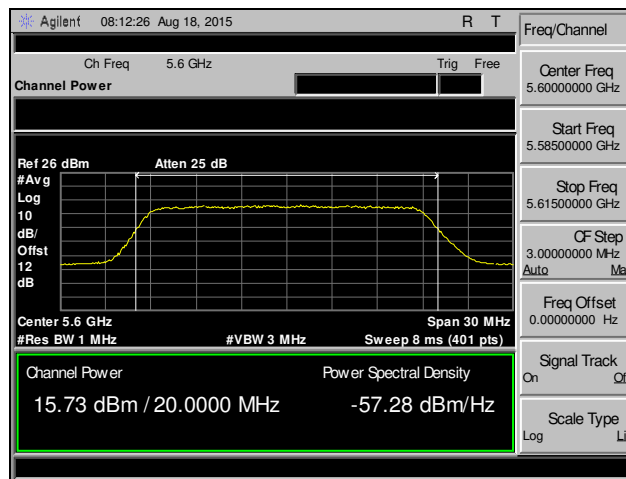 Agilent 08:12:26 Aug 18, 2015 R T
Ch Freq 5.6 GHz Trig Free
Channel Power
Ref 26 dBm Atten 25 dB
#Avg
Log
10
dB/
Offst
12
dB
Center 5.6 GHz Span 30 MHz
#Res BW 1 MHz #VBW 3 MHz Sweep 8 ms (401 pts)
Channel Power Power Spectral Density
15.73 dBm / 20.0000 MHz -57.28 dBm/Hz
Freq/Channel
Center Freq
5.60000000 GHz
Start Freq
5.58500000 GHz
Stop Freq
5.61500000 GHz
CF Step
3.00000000 MHz
Auto Ma
Freq Offset
0.00000000 Hz
Signal Track
On Of
Scale Type
Log Li